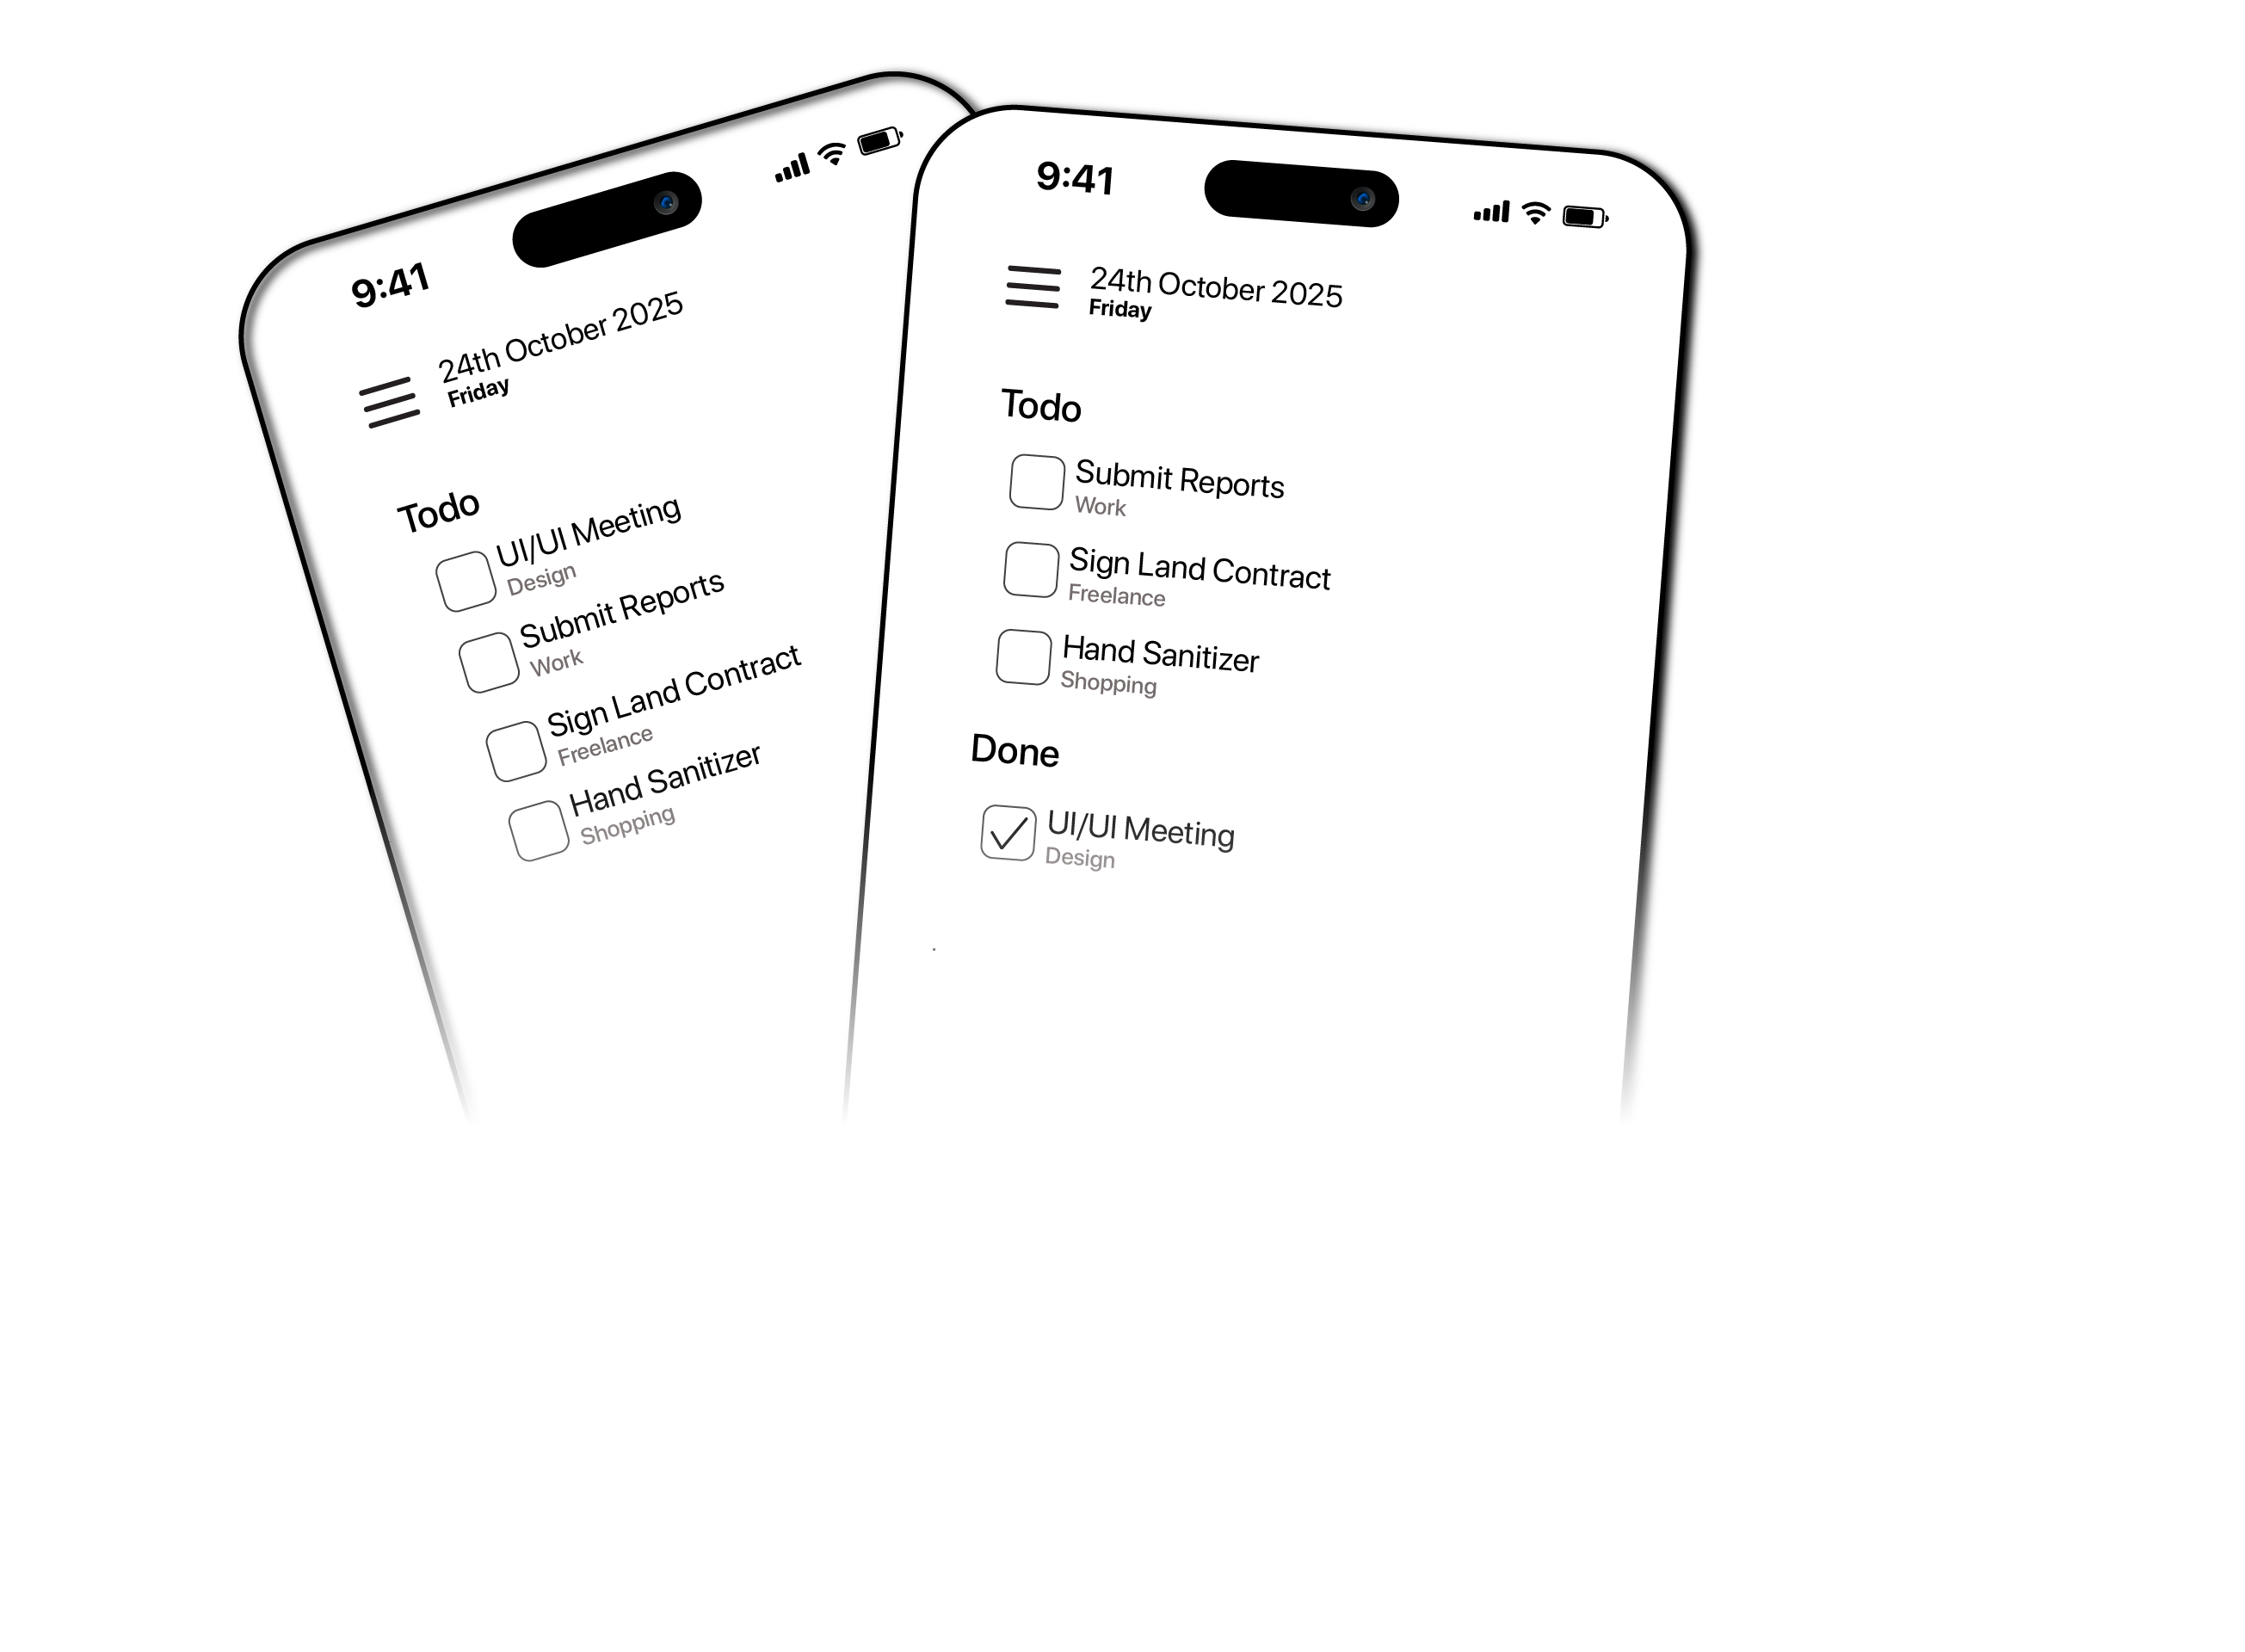 9:41
24th October 2025
Friday
Todo
UI/UI Meeting
Design
Submit Reports
Work
Sign Land Contract
Freelance
Hand Sanitizer
Shopping
9:41
24th October 2025
Friday
Todo
Submit Reports
Work
Sign Land Contract
Freelance
Hand Sanitizer
Shopping
Done
UI/UI Meeting
Design